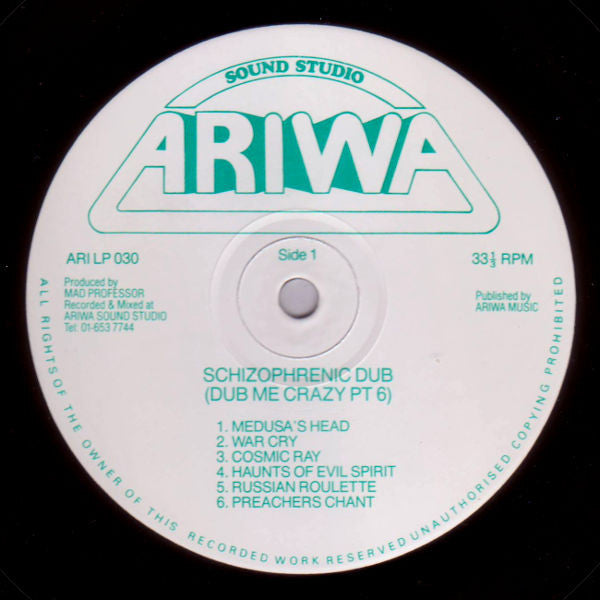 SOUND STUDIO
ARIWA
ARI LP 030
Side 1
33⅓ RPM
Produced by
MAD PROFESSOR
Recorded & Mixed at
ARIWA SOUND STUDIO
Tel: 01-653 7744
Published by
ARIWA MUSIC
SCHIZOPHRENIC DUB
(DUB ME CRAZY PT 6)
1. MEDUSA'S HEAD
2. WAR CRY
3. COSMIC RAY
4. HAUNTS OF EVIL SPIRIT
5. RUSSIAN ROULETTE
6. PREACHERS CHANT
ALL RIGHTS OF THE OWNER OF THIS RECORDED WORK RESERVED UNAUTHORISED COPYING PROHIBITED